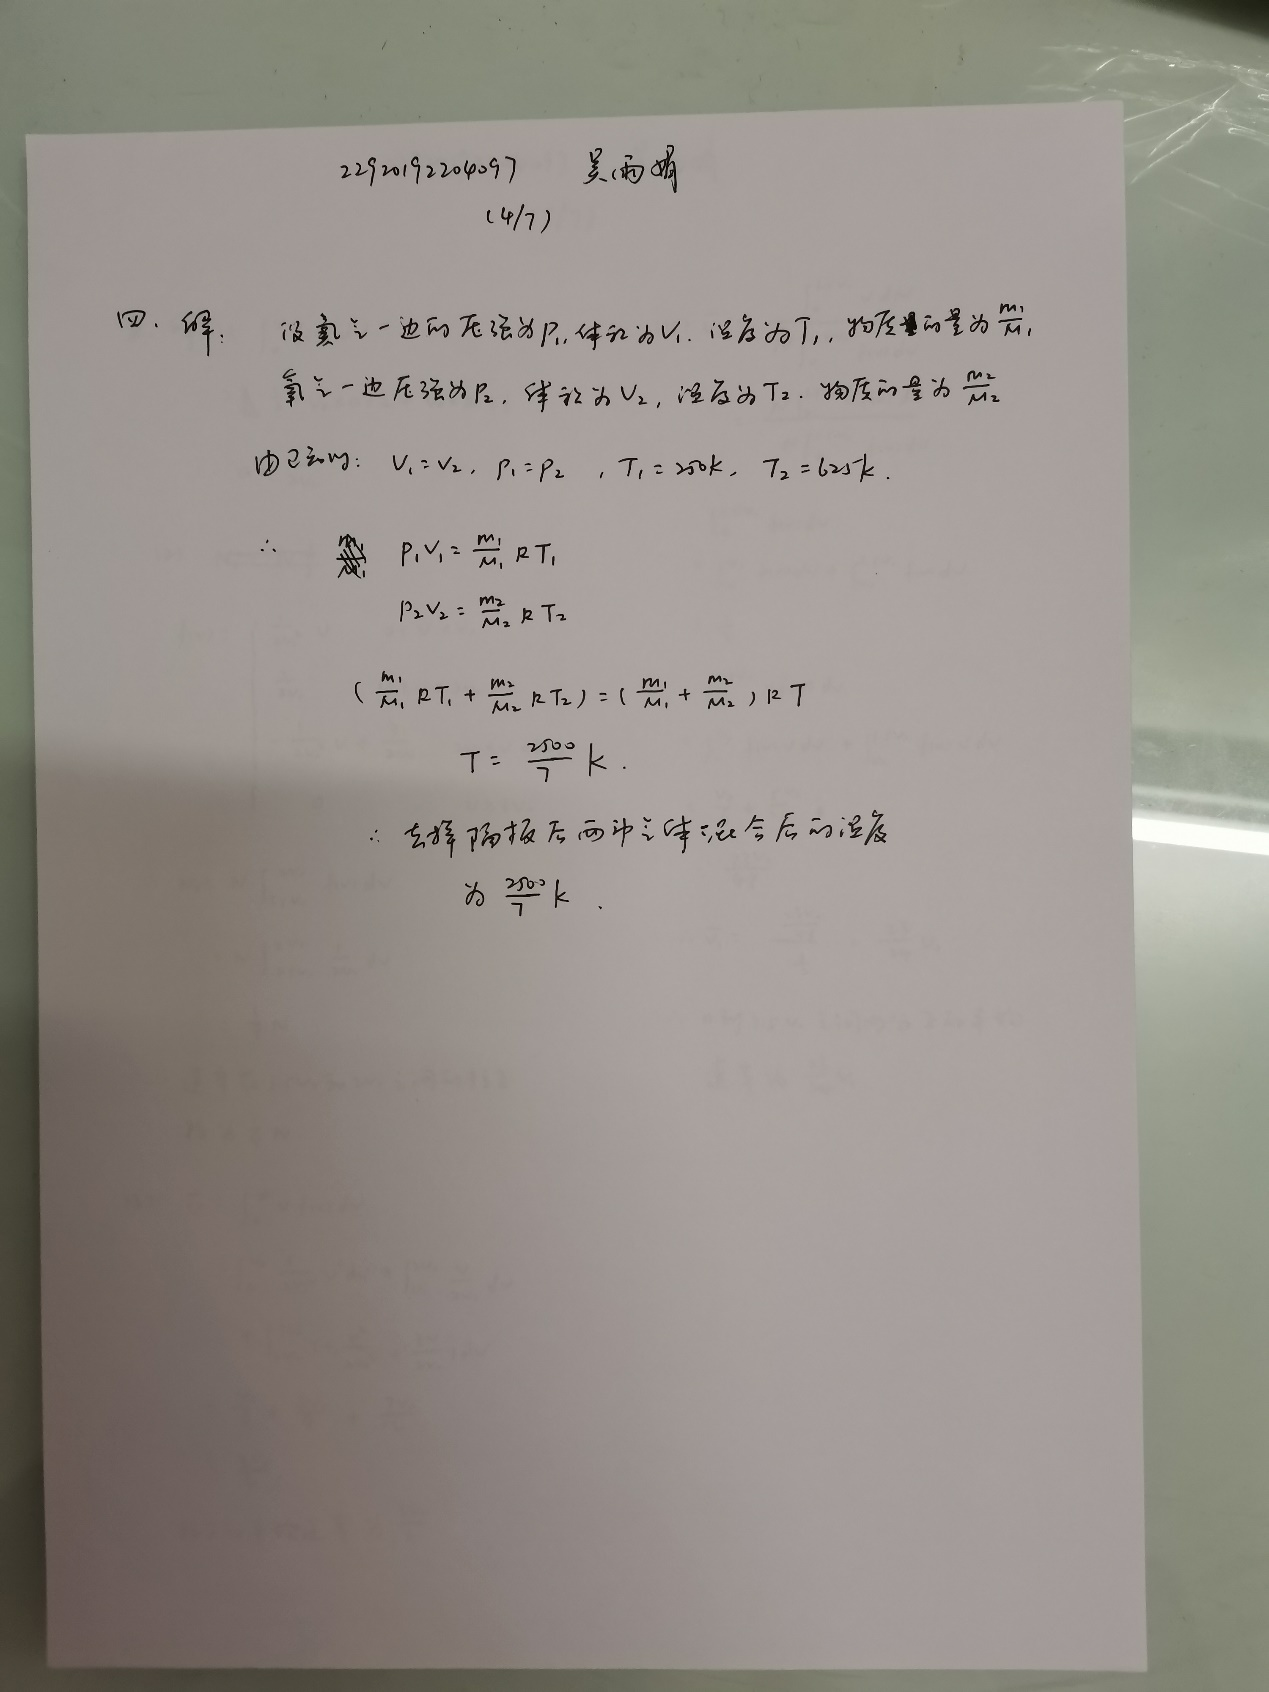 22920192204097 吴雨娟
(4/7)
四. 解: 设氦气一边的压强为P₁, 体积为V₁. 温度为T₁, 物质的量为m₁/M₁
氧气一边压强为P₂, 体积为V₂, 温度为T₂. 物质的量为m₂/M₂
由已知得: V₁=V₂, P₁=P₂, T₁=250k, T₂=625k.
∴ P₁V₁=m₁/M₁ RT₁
P₂V₂=m₂/M₂ RT₂
(m₁/M₁ RT₁+m₂/M₂ RT₂)=(m₁/M₁+m₂/M₂)RT
T=2500/7 k.
∴ 去掉隔板后两种气体混合后的温度
为 2500/7 k.